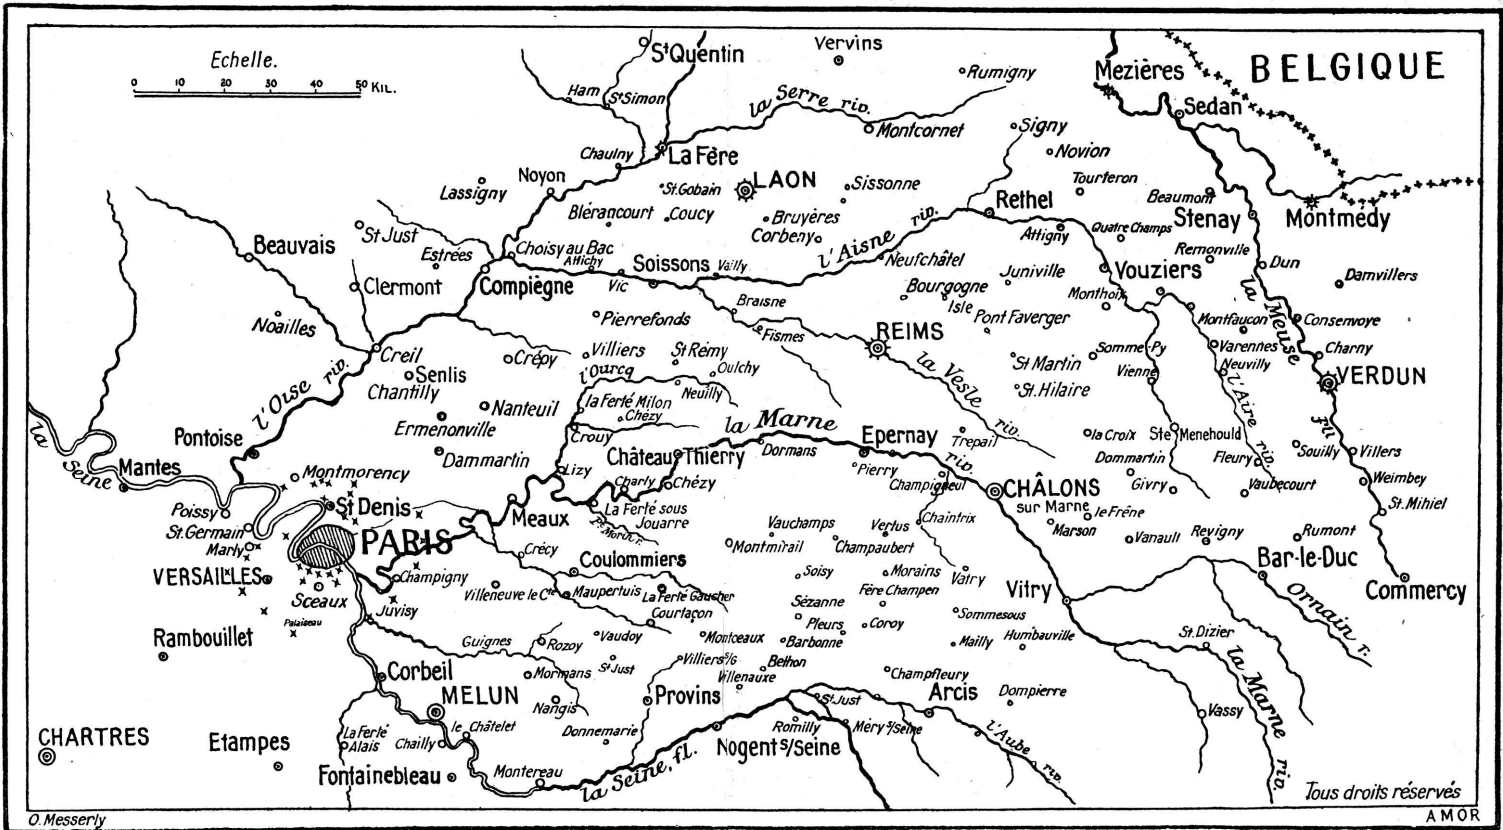 Echelle.
0 10 20 30 40 50 KIL.
BELGIQUE
St Quentin
Vervins
Rumigny
Mezières
Sedan
Ham
St Simon
la Serre riv.
Montcornet
Signy
Novion
Chaulny
La Fère
Lassigny
Noyon
St. Gobain
LAON
Sissonne
Tourteron
Beaumont
Rethel
Stenay
Montmédy
Blérancourt
Coucy
Bruyères
Corbeny
Attigny
Quatre Champs
Remonville
Beauvais
St Just
Estrées
Choisy au Bac
Attichy
Soissons
Vailly
l'Aisne riv.
Neufchâtel
Juniville
Vouziers
Dun
Damvillers
Clermont
Compiègne
Vic
Braisne
Bourgogne
Isle
Monthois
la Meuse
fl.
Noailles
Pierrefonds
Fismes
REIMS
Pont Faverger
Montfaucon
Consenvoye
Creil
Crépy
Villiers
St Rémy
Oulchy
la Vesle
riv.
St Martin
Somme-Py
Varennes
Charny
Neuvilly
Vienne
VERDUN
Senlis
Chantilly
l'Ourcq
Neuilly
St. Hilaire
l'Aire
riv.
l'Oise riv.
Nanteuil
la Ferté Milon
Chézy
Ermenonville
la Marne
riv.
la Seine
Pontoise
Crouy
Epernay
Trepail
la Croix
Ste Menehould
Mantes
Montmorency
Dammartin
Lizy
Château Thierry
Dormans
Pierry
Dommartin
Fleury
Souilly
Villers
Weimbey
Charly
Chézy
Champigneul
CHÂLONS
sur Marne
Givry
Vaubecourt
Poissy
St Denis
Meaux
La Ferté sous
Jouarre
Pt. Morin r.
St. Mihiel
St. Germain
Marly
PARIS
Vauchamps
Vertus
Chaintrix
le Frêne
Marson
Vanault
Revigny
Rumont
Crécy
Montmirail
Champaubert
Coulommiers
Bar-le-Duc
VERSAILLES
Champigny
Soisy
Morains
Vatry
Vitry
Commercy
Sceaux
Villeneuve le Cte
Maupertuis
La Ferté Gaucher
Fère Champen
Ornain r.
Juvisy
Courtaçon
Sézanne
Sommesous
Palaiseau
Pleurs
Coroy
Rambouillet
Guignes
Rozoy
Vaudoy
Montceaux
Barbonne
Mailly
Humbauville
St. Dizier
la Marne riv.
Corbeil
Mormans
St Just
Villiers s/G
Bethon
Villenauxe
Champfleury
MELUN
Nangis
Provins
St Just
Arcis
Dompierre
Vassy
CHARTRES
Etampes
La Ferté
Alais
le Châtelet
Chailly
Donnemarie
Romilly
Méry s/Seine
l'Aube riv.
Nogent s/Seine
Fontainebleau
Montereau
la Seine, fl.
Tous droits réservés
O. Messerly
AMOR